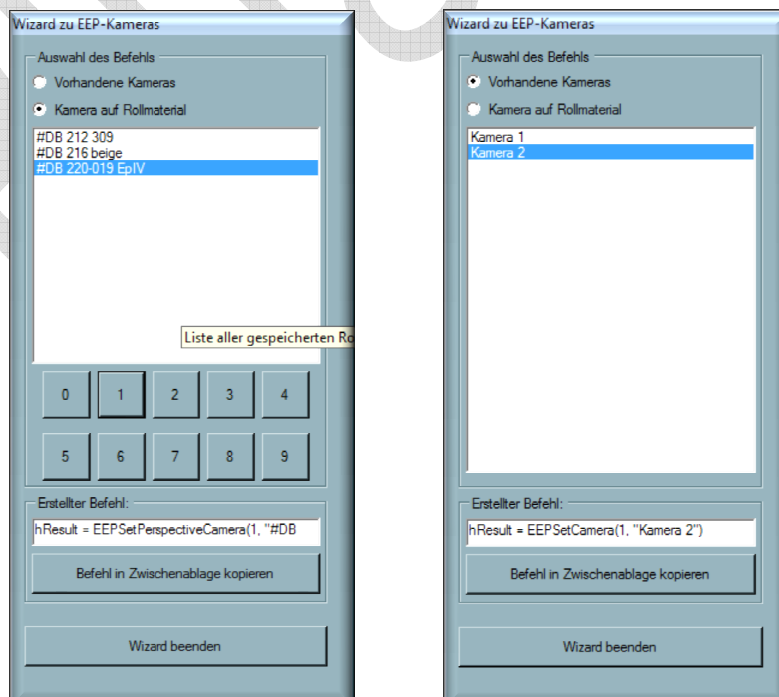 Wizard zu EEP-Kameras
Auswahl des Befehls
Vorhandene Kameras
Kamera auf Rollmaterial
#DB 212 309
#DB 216 beige
#DB 220-019 EpIV
Liste aller gespeicherten Ro
0 1 2 3 4
5 6 7 8 9
Erstellter Befehl:
hResult = EEPSetPerspectiveCamera(1, "#DB
Befehl in Zwischenablage kopieren
Wizard beenden
Wizard zu EEP-Kameras
Auswahl des Befehls
Vorhandene Kameras
Kamera auf Rollmaterial
Kamera 1
Kamera 2
Erstellter Befehl:
hResult = EEPSetCamera(1, "Kamera 2")
Befehl in Zwischenablage kopieren
Wizard beenden